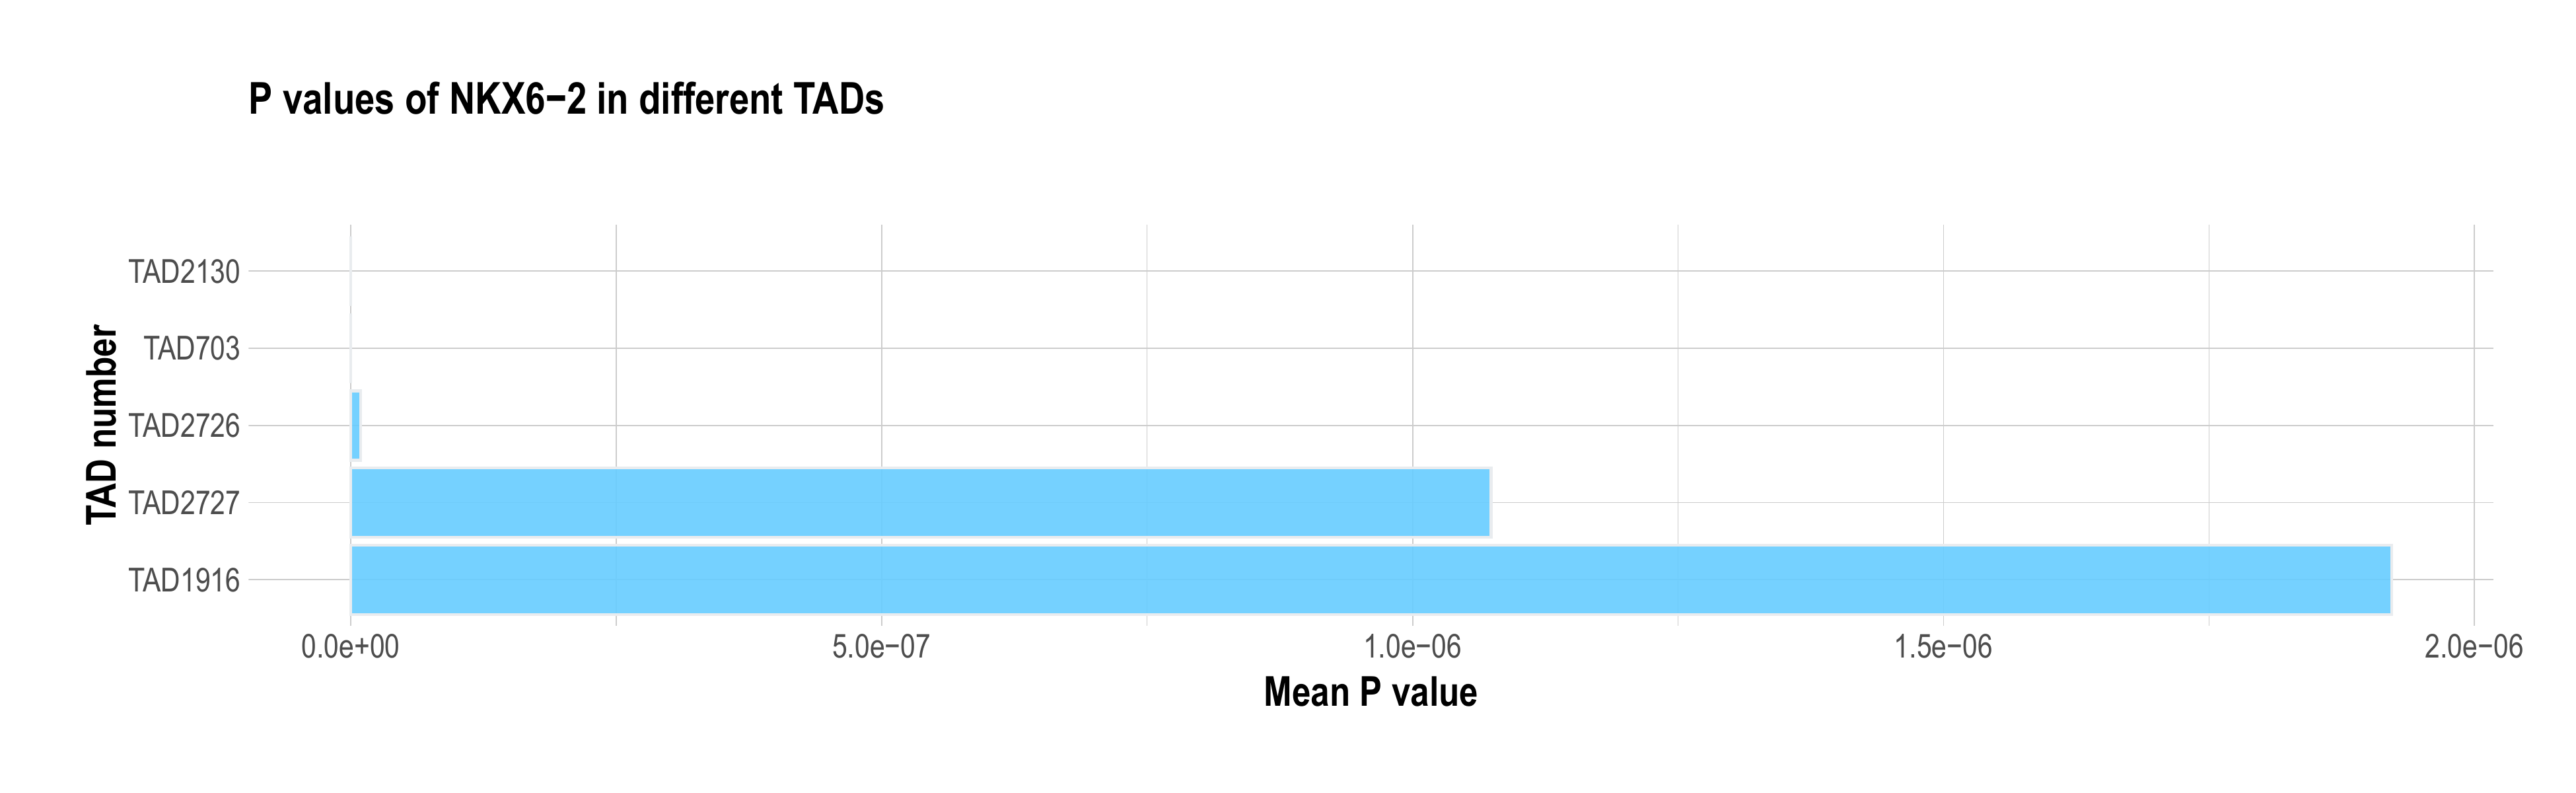 P values of NKX6−2 in different TADs
TAD2130
TAD703
TAD2726
TAD2727
TAD1916
TAD number
0.0e+00
5.0e−07
1.0e−06
1.5e−06
2.0e−06
Mean P value